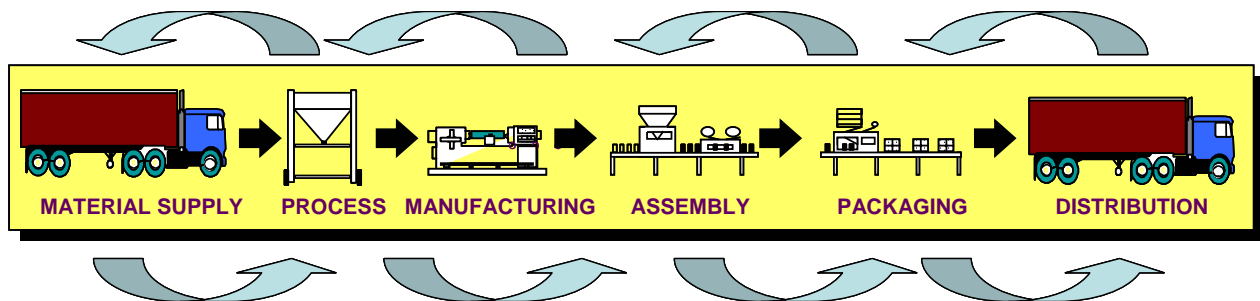 MATERIAL SUPPLY PROCESS MANUFACTURING ASSEMBLY PACKAGING DISTRIBUTION